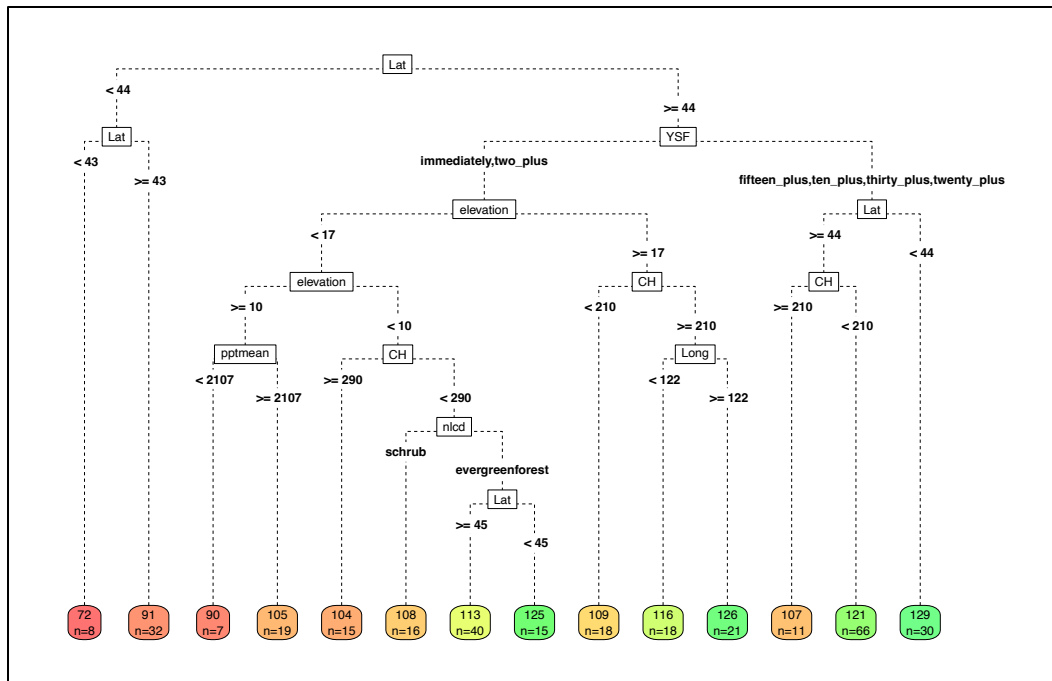 Lat
< 44
>= 44
Lat
YSF
< 43
>= 43
immediately,two_plus
fifteen_plus,ten_plus,thirty_plus,twenty_plus
elevation
Lat
< 17
>= 17
>= 44
< 44
elevation
CH
CH
>= 10
< 10
< 210
>= 210
>= 210
< 210
pptmean
CH
Long
< 2107
>= 2107
>= 290
< 290
< 122
>= 122
nlcd
schrub
evergreenforest
Lat
>= 45
< 45
72
n=8
91
n=32
90
n=7
105
n=19
104
n=15
108
n=16
113
n=40
125
n=15
109
n=18
116
n=18
126
n=21
107
n=11
121
n=66
129
n=30